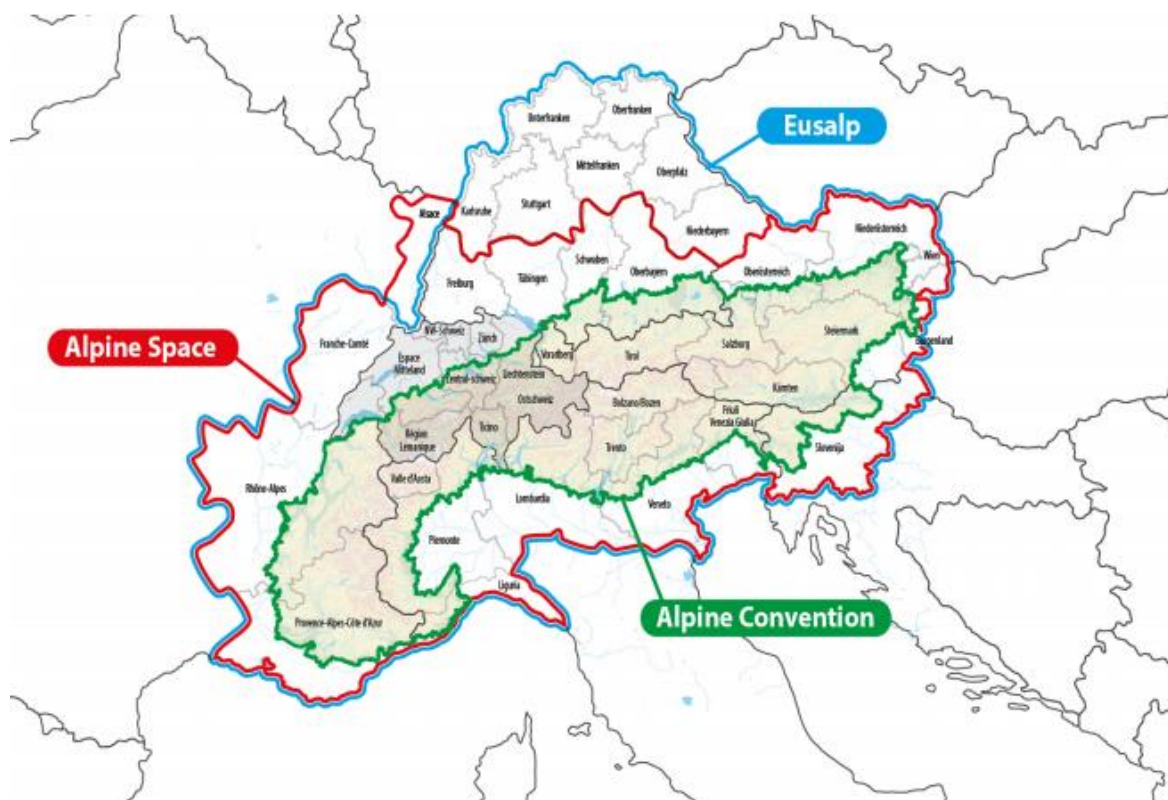 Eusalp
Unterfranken
Oberfranken
Mittelfranken
Oberpfalz
Karlsruhe
Stuttgart
Alsace
Niederbayern
Niederösterreich
Wien
Schwaben
Oberbayern
Oberösterreich
Freiburg
Tübingen
Alpine Space
Franche-Comté
NW-Schweiz
Zürich
Espace
Mittelland
Vorarlberg
Tirol
Salzburg
Steiermark
Burgenland
Central-schweiz
Liechtenstein
Ostschweiz
Kärnten
Bolzano/Bozen
Friuli
Venezia Giulia
Région
Lemanique
Ticino
Trento
Slovenija
Valle d'Aosta
Rhône-Alpes
Lombardia
Veneto
Piemonte
Liguria
Provence-Alpes-Côte d'Azur
Alpine Convention